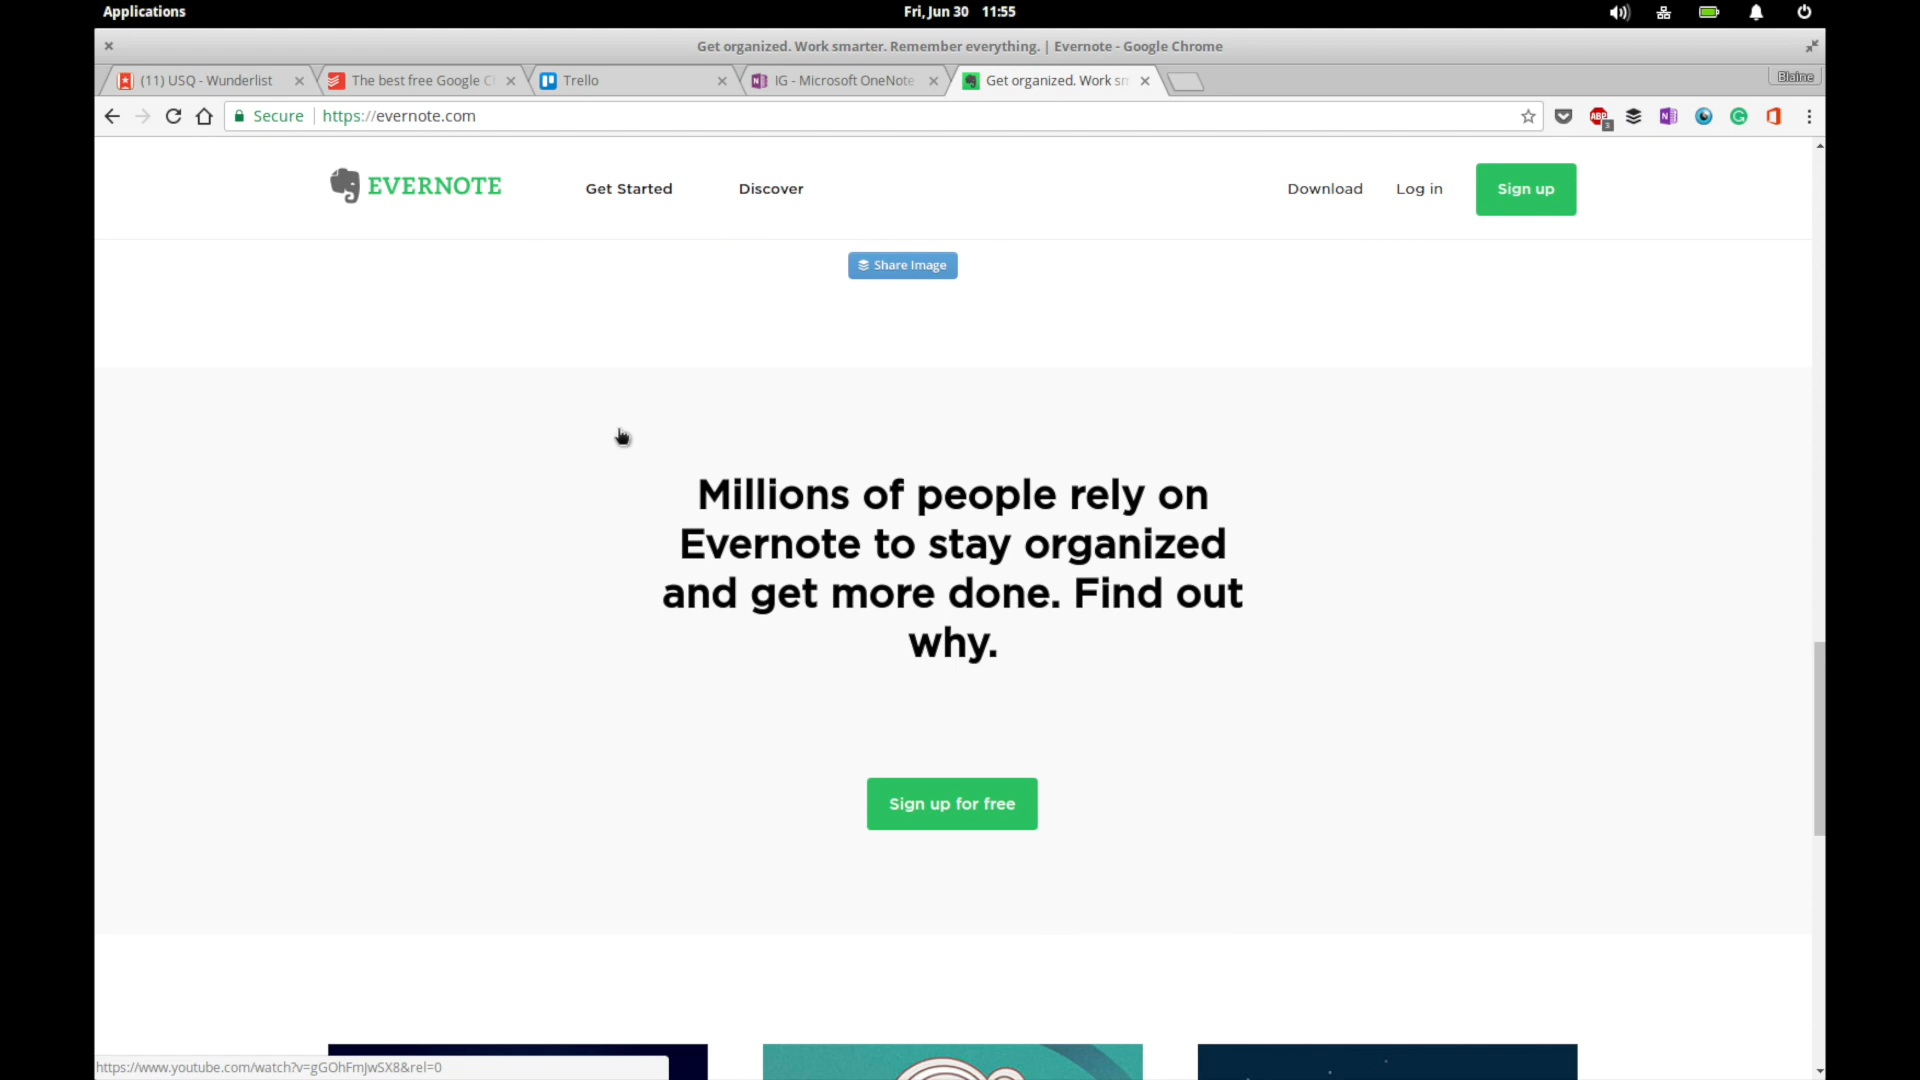 Applications
Fri, Jun 30 11:55
Get organized. Work smarter. Remember everything. | Evernote - Google Chrome
(11) USQ - Wunderlist
The best free Google C
Trello
IG - Microsoft OneNote
Get organized. Work sm
Blaine
Secure
https://evernote.com
ABP
3
EVERNOTE
Get Started
Discover
Download
Log in
Sign up
Share Image
Millions of people rely on
Evernote to stay organized
and get more done. Find out
why.
Sign up for free
https://www.youtube.com/watch?v=gGOhFmJwSX8&rel=0